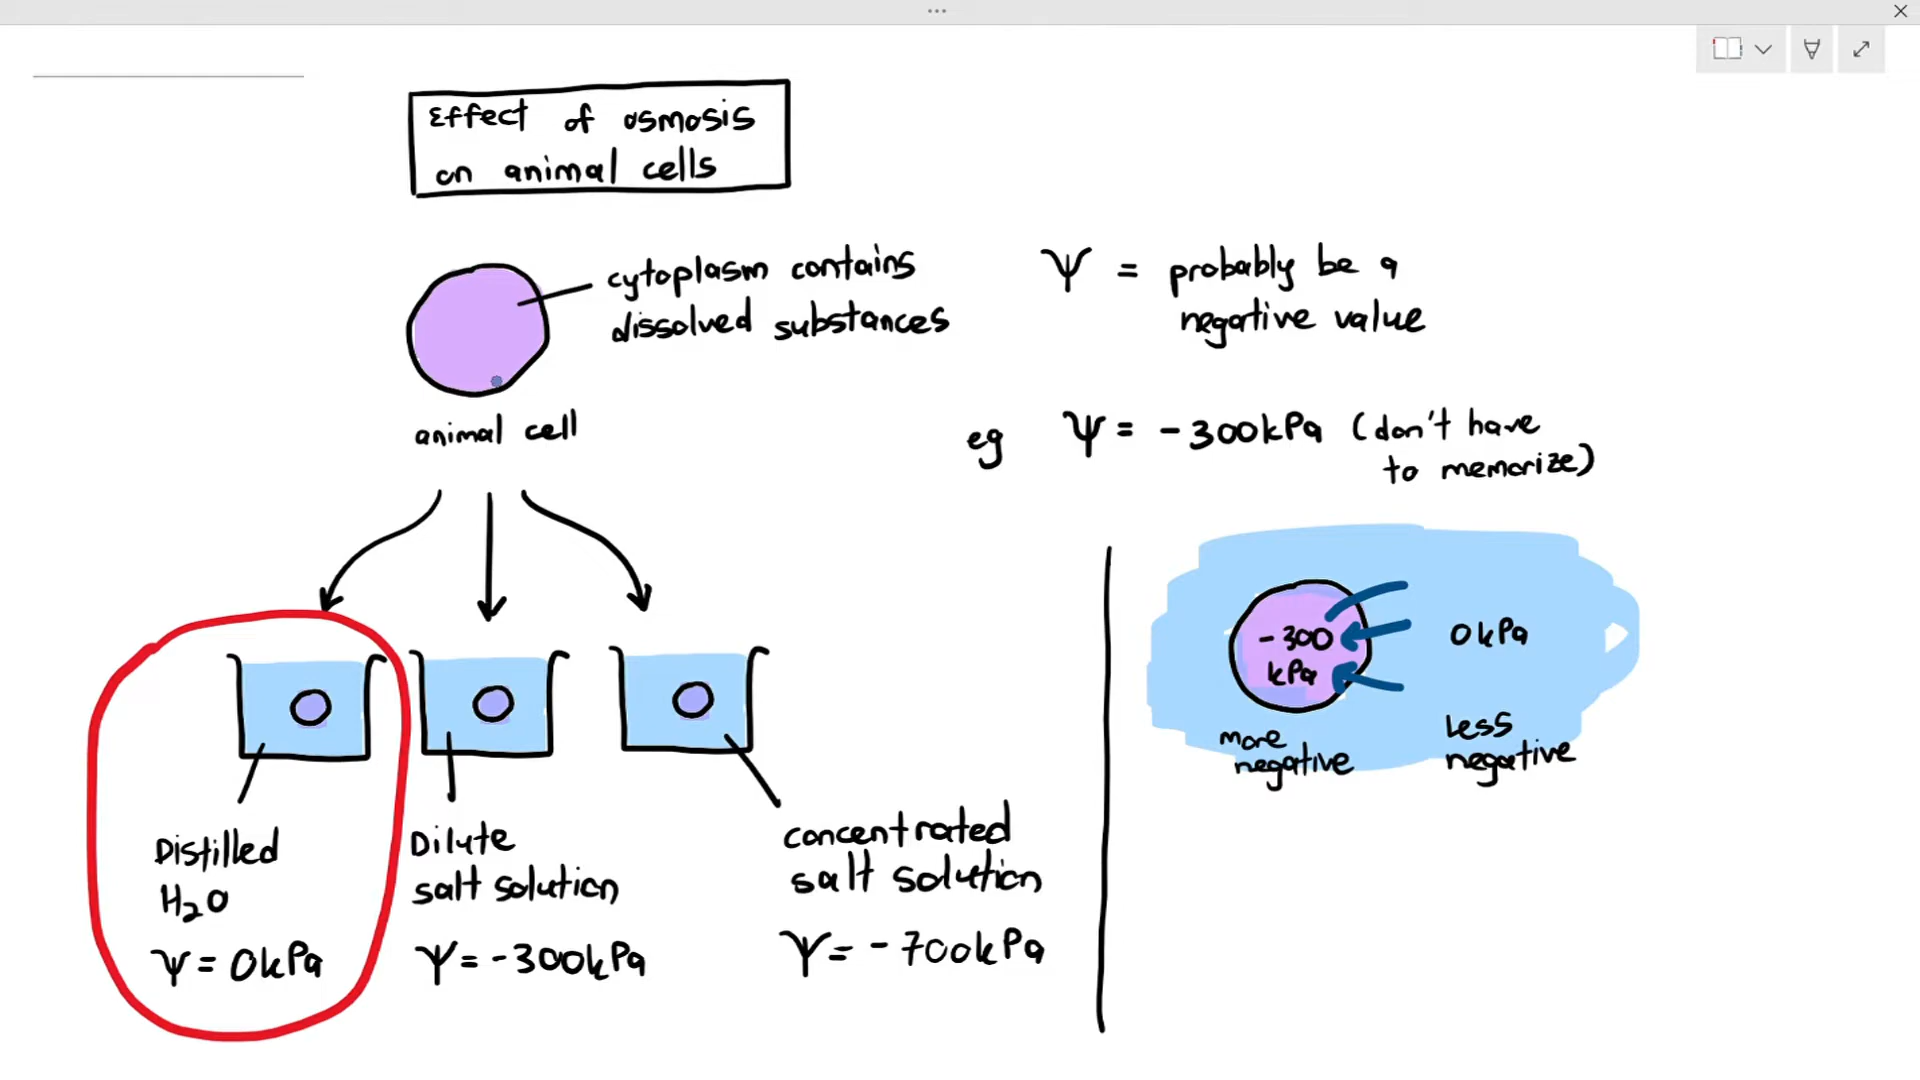 Effect of osmosis
on animal cells
cytoplasm contains
dissolved substances
animal cell
Ψ = probably be a
negative value
eg Ψ = -300kPa (don't have
to memorize)
Distilled
H₂O
Ψ = 0kPa
Dilute
salt solution
Ψ = -300kPa
concentrated
salt solution
Ψ = -700kPa
-300
kPa
0kPa
more
negative
Less
negative